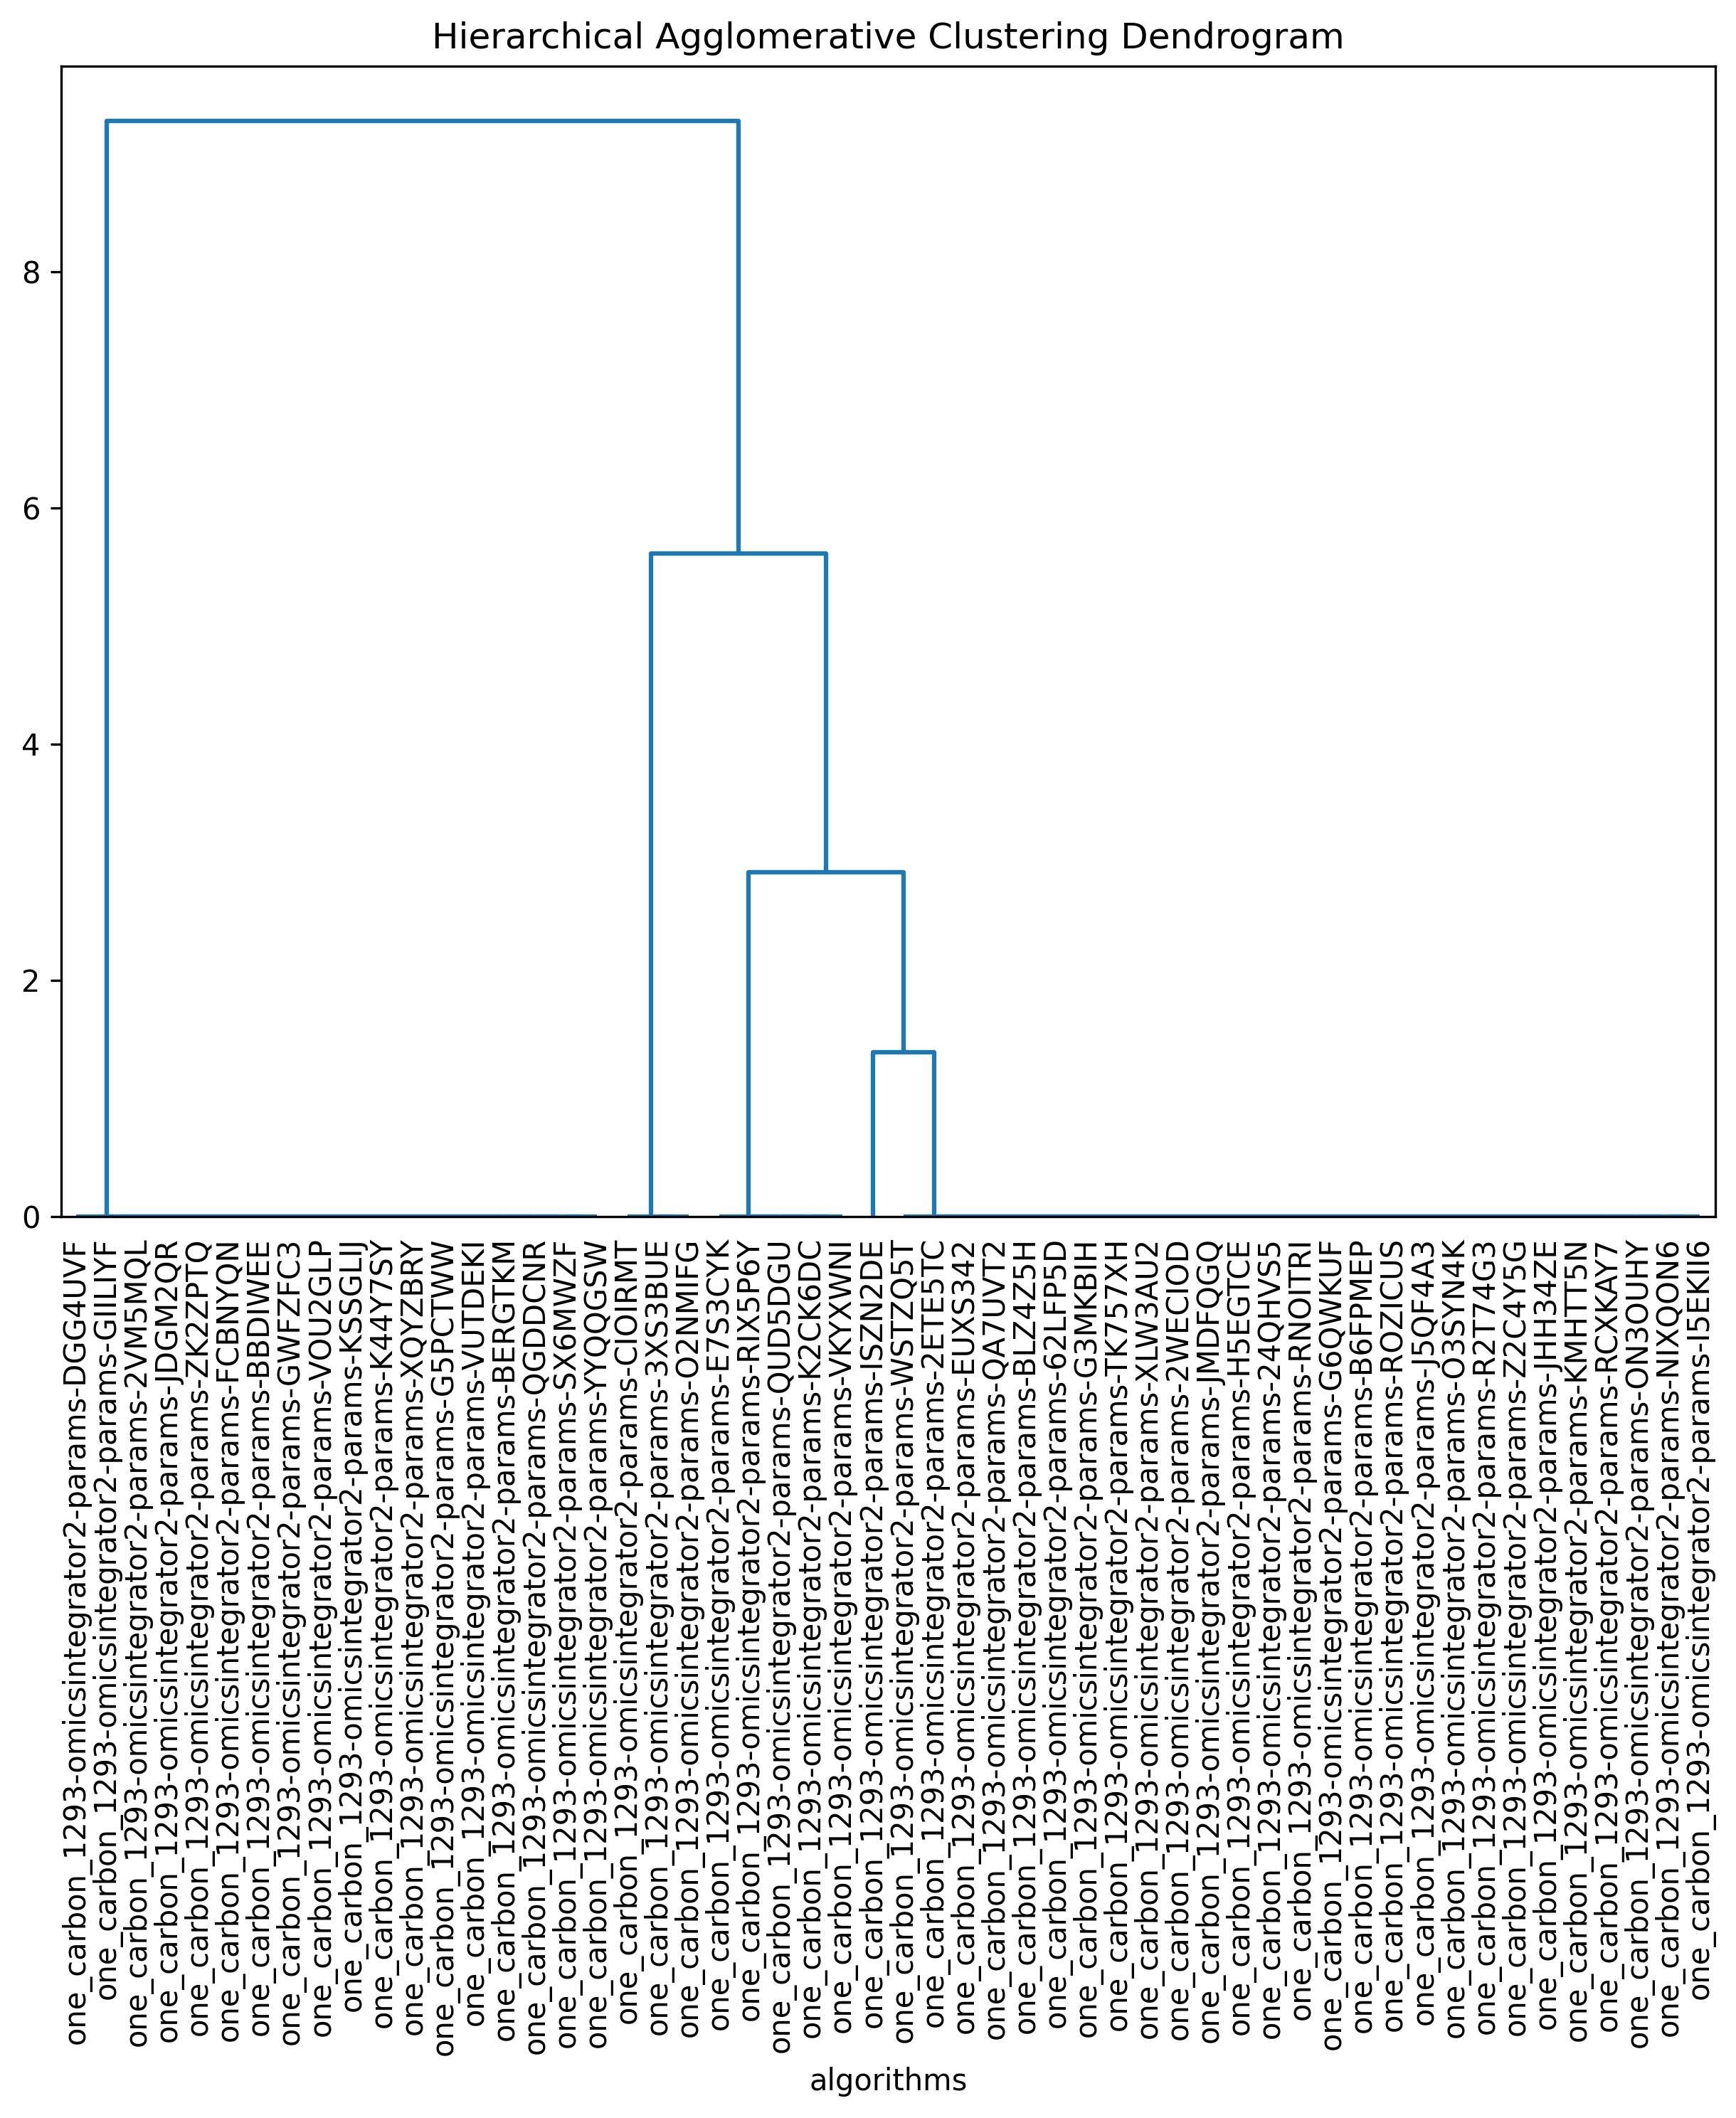 Hierarchical Agglomerative Clustering Dendrogram
8
6
4
2
0
one_carbon_1293-omicsintegrator2-params-DGG4UVF
one_carbon_1293-omicsintegrator2-params-GIILIYF
one_carbon_1293-omicsintegrator2-params-2VM5MQL
one_carbon_1293-omicsintegrator2-params-JDGM2QR
one_carbon_1293-omicsintegrator2-params-ZK2ZPTQ
one_carbon_1293-omicsintegrator2-params-FCBNYQN
one_carbon_1293-omicsintegrator2-params-BBDIWEE
one_carbon_1293-omicsintegrator2-params-GWFZFC3
one_carbon_1293-omicsintegrator2-params-VOU2GLP
one_carbon_1293-omicsintegrator2-params-KSSGLIJ
one_carbon_1293-omicsintegrator2-params-K44Y7SY
one_carbon_1293-omicsintegrator2-params-XQYZBRY
one_carbon_1293-omicsintegrator2-params-G5PCTWW
one_carbon_1293-omicsintegrator2-params-VUTDEKI
one_carbon_1293-omicsintegrator2-params-BERGTKM
one_carbon_1293-omicsintegrator2-params-QGDDCNR
one_carbon_1293-omicsintegrator2-params-SX6MWZF
one_carbon_1293-omicsintegrator2-params-YYQQGSW
one_carbon_1293-omicsintegrator2-params-CIOIRMT
one_carbon_1293-omicsintegrator2-params-3XS3BUE
one_carbon_1293-omicsintegrator2-params-O2NMIFG
one_carbon_1293-omicsintegrator2-params-E7S3CYK
one_carbon_1293-omicsintegrator2-params-RIX5P6Y
one_carbon_1293-omicsintegrator2-params-QUD5DGU
one_carbon_1293-omicsintegrator2-params-K2CK6DC
one_carbon_1293-omicsintegrator2-params-VKYXWNI
one_carbon_1293-omicsintegrator2-params-ISZN2DE
one_carbon_1293-omicsintegrator2-params-WSTZQ5T
one_carbon_1293-omicsintegrator2-params-2ETE5TC
one_carbon_1293-omicsintegrator2-params-EUXS342
one_carbon_1293-omicsintegrator2-params-QA7UVT2
one_carbon_1293-omicsintegrator2-params-BLZ4Z5H
one_carbon_1293-omicsintegrator2-params-62LFP5D
one_carbon_1293-omicsintegrator2-params-G3MKBIH
one_carbon_1293-omicsintegrator2-params-TK757XH
one_carbon_1293-omicsintegrator2-params-XLW3AU2
one_carbon_1293-omicsintegrator2-params-2WECIOD
one_carbon_1293-omicsintegrator2-params-JMDFQGQ
one_carbon_1293-omicsintegrator2-params-H5EGTCE
one_carbon_1293-omicsintegrator2-params-24QHVS5
one_carbon_1293-omicsintegrator2-params-RNOITRI
one_carbon_1293-omicsintegrator2-params-G6QWKUF
one_carbon_1293-omicsintegrator2-params-B6FPMEP
one_carbon_1293-omicsintegrator2-params-ROZICUS
one_carbon_1293-omicsintegrator2-params-J5QF4A3
one_carbon_1293-omicsintegrator2-params-O3SYN4K
one_carbon_1293-omicsintegrator2-params-R2T74G3
one_carbon_1293-omicsintegrator2-params-Z2C4Y5G
one_carbon_1293-omicsintegrator2-params-JHH34ZE
one_carbon_1293-omicsintegrator2-params-KMHTT5N
one_carbon_1293-omicsintegrator2-params-RCXKAY7
one_carbon_1293-omicsintegrator2-params-ON3OUHY
one_carbon_1293-omicsintegrator2-params-NIXQON6
one_carbon_1293-omicsintegrator2-params-I5EKII6
algorithms